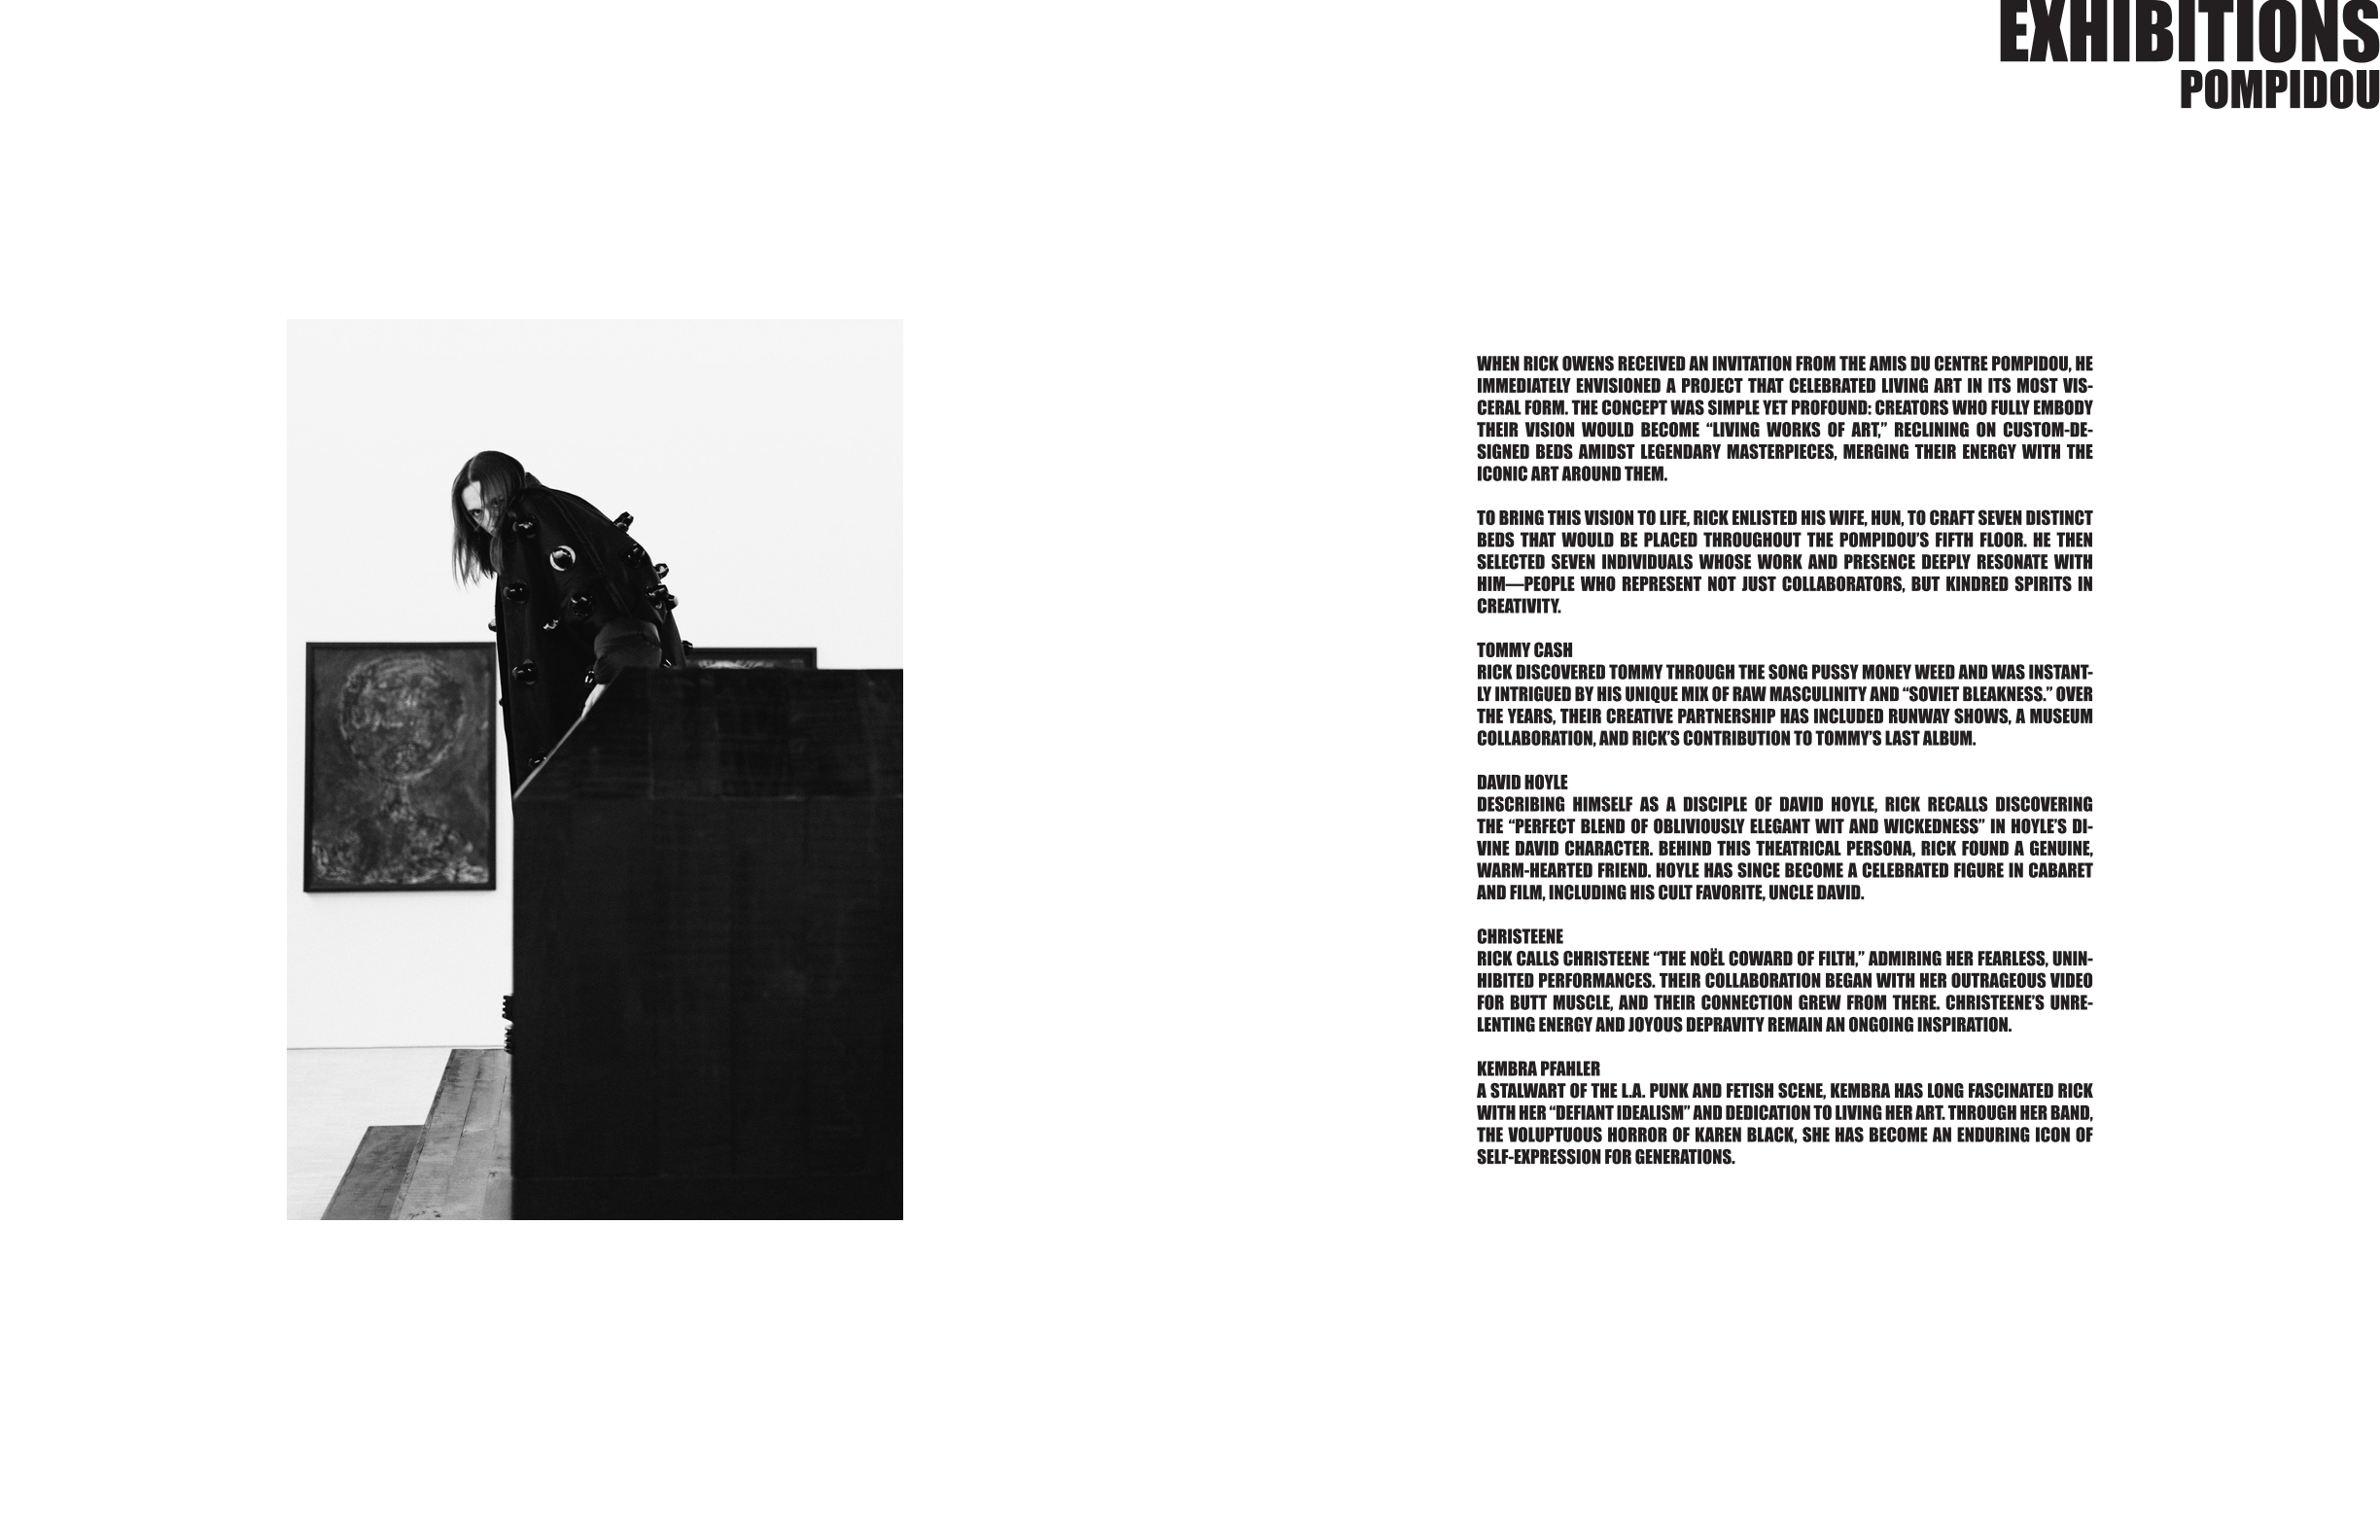 EXHIBITIONS
POMPIDOU
WHEN RICK OWENS RECEIVED AN INVITATION FROM THE AMIS DU CENTRE POMPIDOU, HE
IMMEDIATELY ENVISIONED A PROJECT THAT CELEBRATED LIVING ART IN ITS MOST VIS-
CERAL FORM. THE CONCEPT WAS SIMPLE YET PROFOUND: CREATORS WHO FULLY EMBODY
THEIR VISION WOULD BECOME “LIVING WORKS OF ART,” RECLINING ON CUSTOM-DE-
SIGNED BEDS AMIDST LEGENDARY MASTERPIECES, MERGING THEIR ENERGY WITH THE
ICONIC ART AROUND THEM.
TO BRING THIS VISION TO LIFE, RICK ENLISTED HIS WIFE, HUN, TO CRAFT SEVEN DISTINCT
BEDS THAT WOULD BE PLACED THROUGHOUT THE POMPIDOU’S FIFTH FLOOR. HE THEN
SELECTED SEVEN INDIVIDUALS WHOSE WORK AND PRESENCE DEEPLY RESONATE WITH
HIM—PEOPLE WHO REPRESENT NOT JUST COLLABORATORS, BUT KINDRED SPIRITS IN
CREATIVITY.
TOMMY CASH
RICK DISCOVERED TOMMY THROUGH THE SONG PUSSY MONEY WEED AND WAS INSTANT-
LY INTRIGUED BY HIS UNIQUE MIX OF RAW MASCULINITY AND “SOVIET BLEAKNESS.” OVER
THE YEARS, THEIR CREATIVE PARTNERSHIP HAS INCLUDED RUNWAY SHOWS, A MUSEUM
COLLABORATION, AND RICK’S CONTRIBUTION TO TOMMY’S LAST ALBUM.
DAVID HOYLE
DESCRIBING HIMSELF AS A DISCIPLE OF DAVID HOYLE, RICK RECALLS DISCOVERING
THE “PERFECT BLEND OF OBLIVIOUSLY ELEGANT WIT AND WICKEDNESS” IN HOYLE’S DI-
VINE DAVID CHARACTER. BEHIND THIS THEATRICAL PERSONA, RICK FOUND A GENUINE,
WARM-HEARTED FRIEND. HOYLE HAS SINCE BECOME A CELEBRATED FIGURE IN CABARET
AND FILM, INCLUDING HIS CULT FAVORITE, UNCLE DAVID.
CHRISTEENE
RICK CALLS CHRISTEENE “THE NOËL COWARD OF FILTH,” ADMIRING HER FEARLESS, UNIN-
HIBITED PERFORMANCES. THEIR COLLABORATION BEGAN WITH HER OUTRAGEOUS VIDEO
FOR BUTT MUSCLE, AND THEIR CONNECTION GREW FROM THERE. CHRISTEENE’S UNRE-
LENTING ENERGY AND JOYOUS DEPRAVITY REMAIN AN ONGOING INSPIRATION.
KEMBRA PFAHLER
A STALWART OF THE L.A. PUNK AND FETISH SCENE, KEMBRA HAS LONG FASCINATED RICK
WITH HER “DEFIANT IDEALISM” AND DEDICATION TO LIVING HER ART. THROUGH HER BAND,
THE VOLUPTUOUS HORROR OF KAREN BLACK, SHE HAS BECOME AN ENDURING ICON OF
SELF-EXPRESSION FOR GENERATIONS.